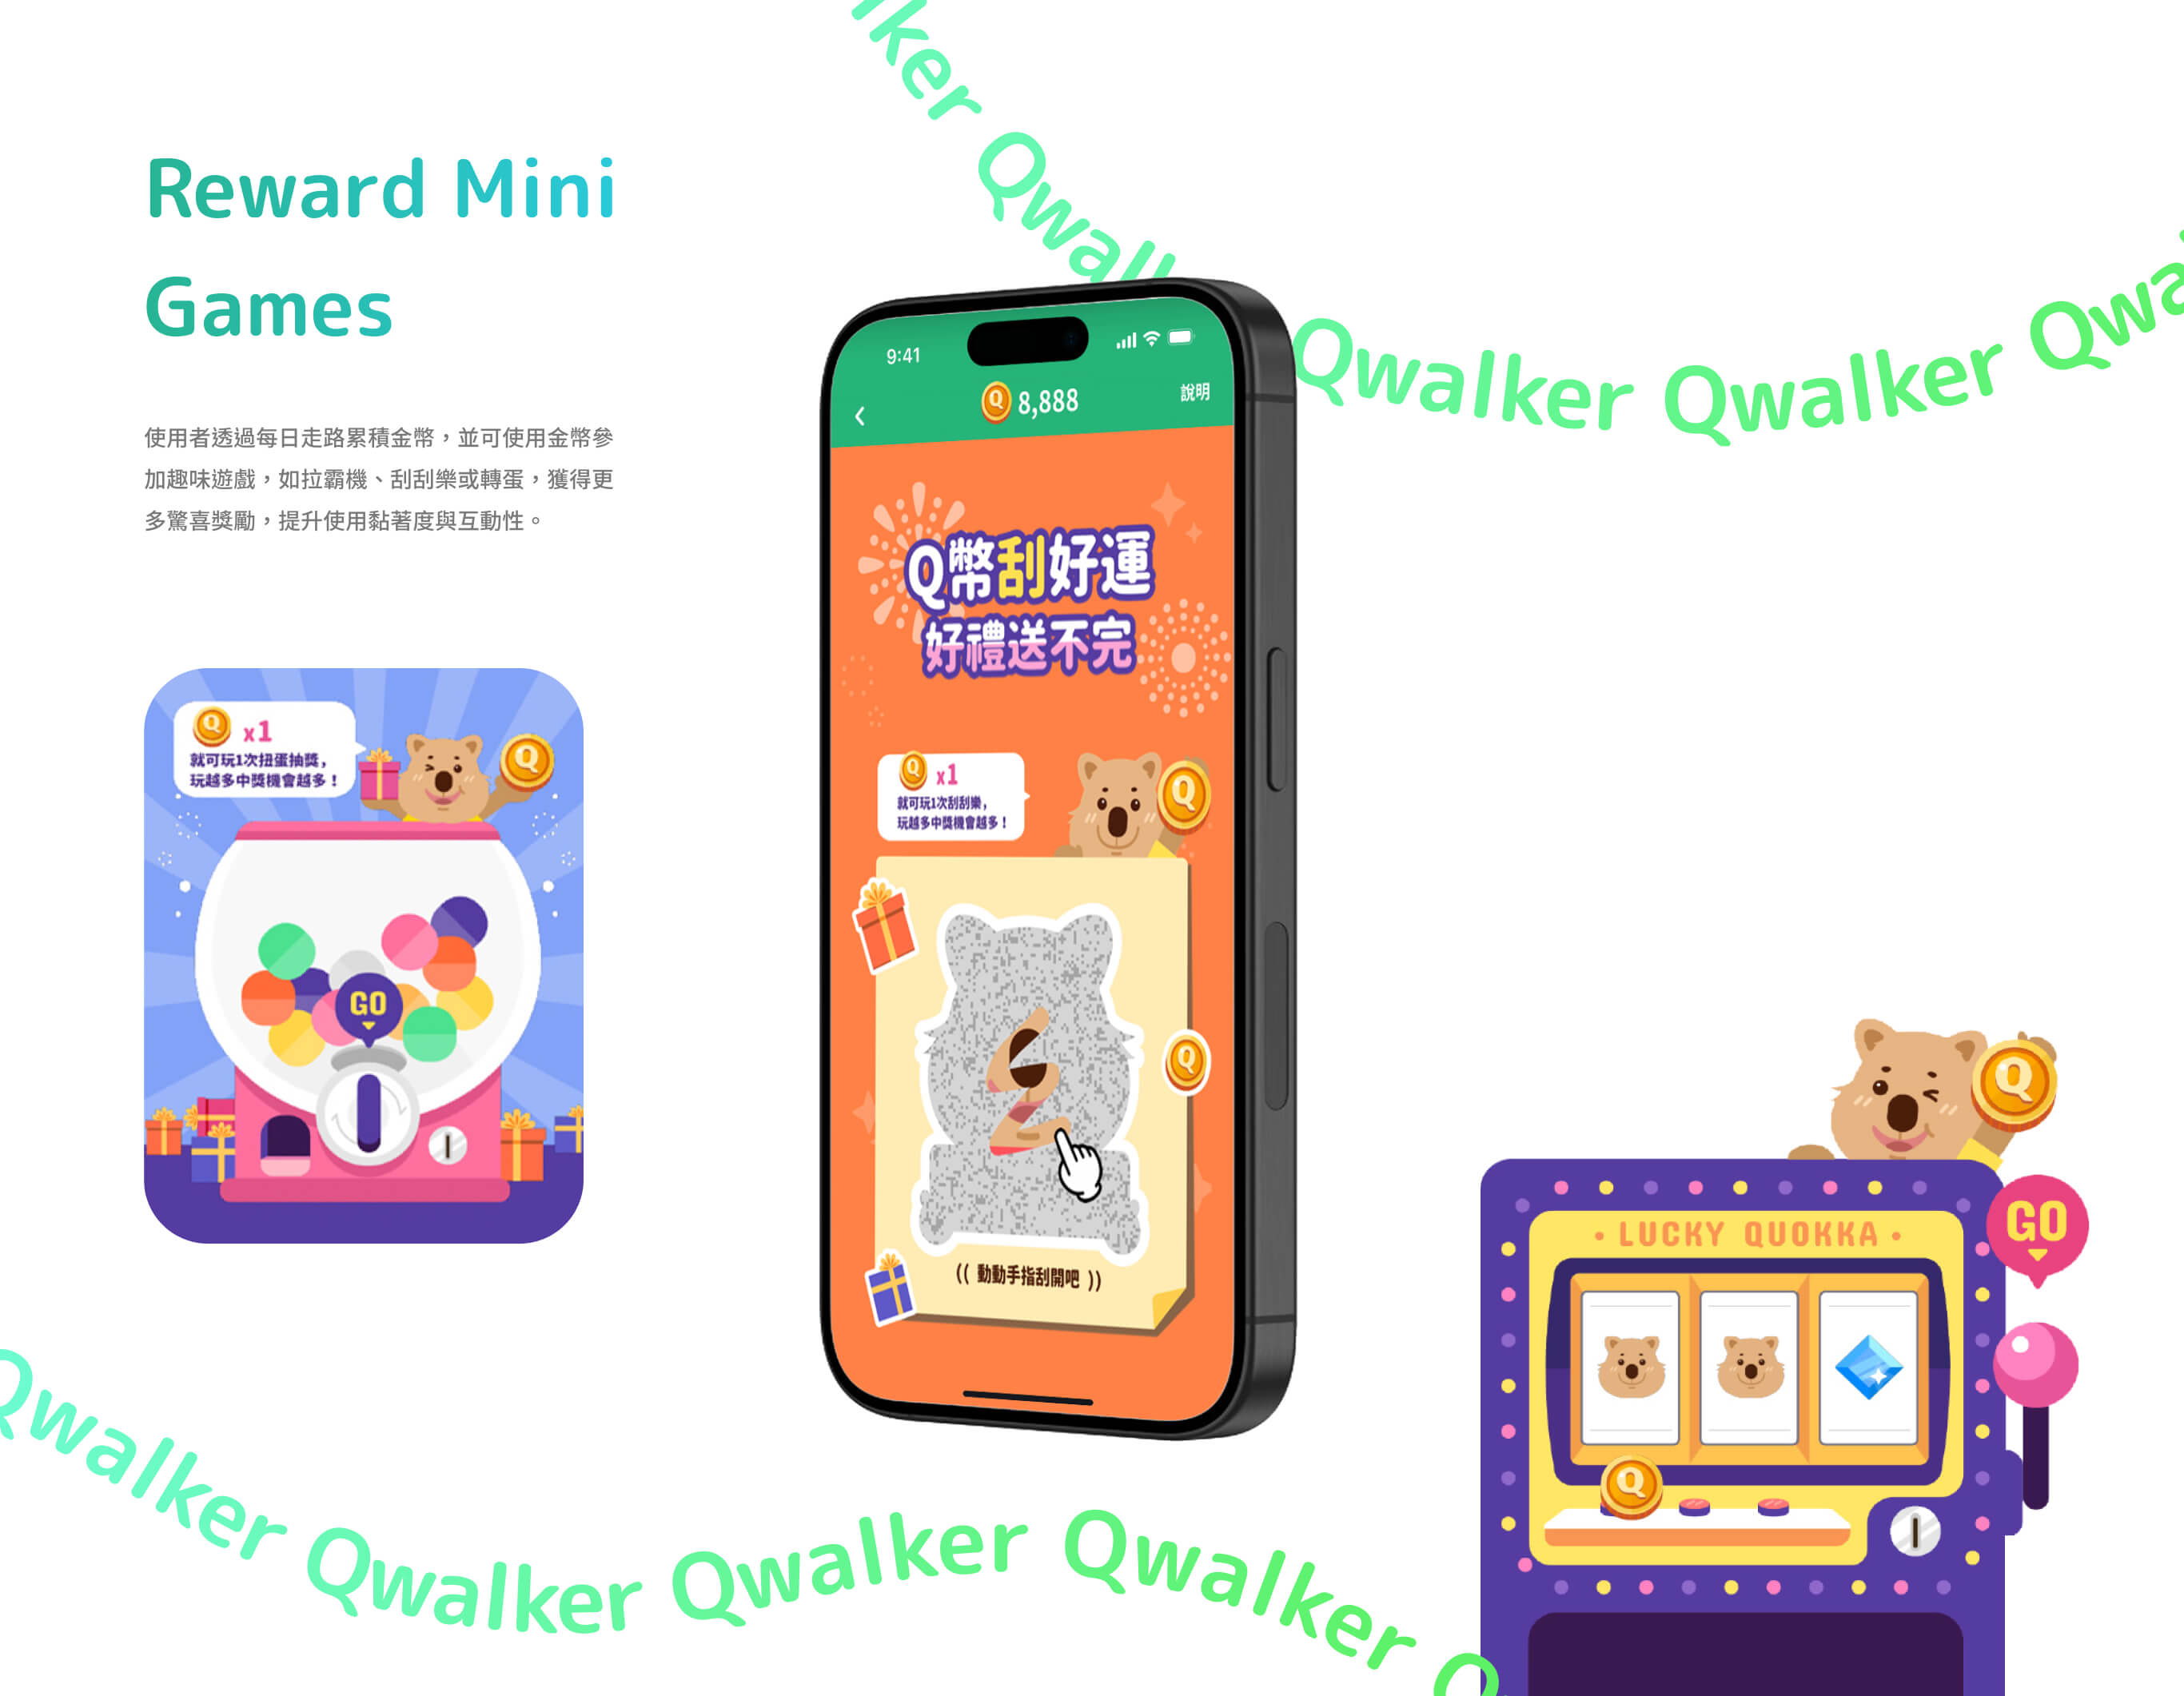 Reward Mini
Games
使用者透過每日走路累積金幣，並可使用金幣參
加趣味遊戲，如拉霸機、刮刮樂或轉蛋，獲得更
多驚喜獎勵，提升使用黏著度與互動性。
lker Qwalker Qwalker Qwalker Qwa
9:41
Q 8,888
說明
Q幣刮好運
好禮送不完
Q x1
就可玩1次刮刮樂，
玩越多中獎機會越多！
Q
Q
((動動手指刮開吧))
Q x1
就可玩1次扭蛋抽獎，
玩越多中獎機會越多！
Q
GO
Q
• LUCKY QUOKKA •
GO
Q
Qwalker Qwalker Qwalker Qwalker Q